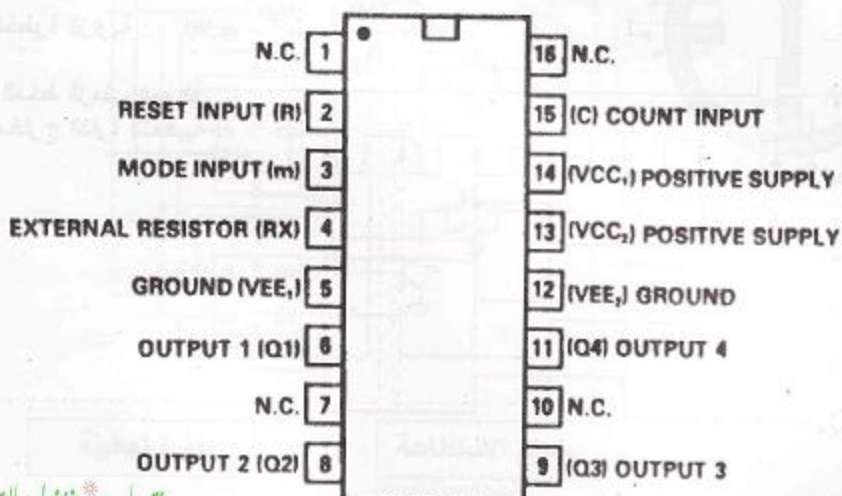 N.C. 1
16 N.C.
RESET INPUT (R) 2
15 (C) COUNT INPUT
MODE INPUT (m) 3
14 (VCC₁) POSITIVE SUPPLY
EXTERNAL RESISTOR (RX) 4
13 (VCC₂) POSITIVE SUPPLY
GROUND (VEE₁) 5
12 (VEE₂) GROUND
OUTPUT 1 (Q1) 6
11 (Q4) OUTPUT 4
N.C. 7
10 N.C.
OUTPUT 2 (Q2) 8
9 (Q3) OUTPUT 3